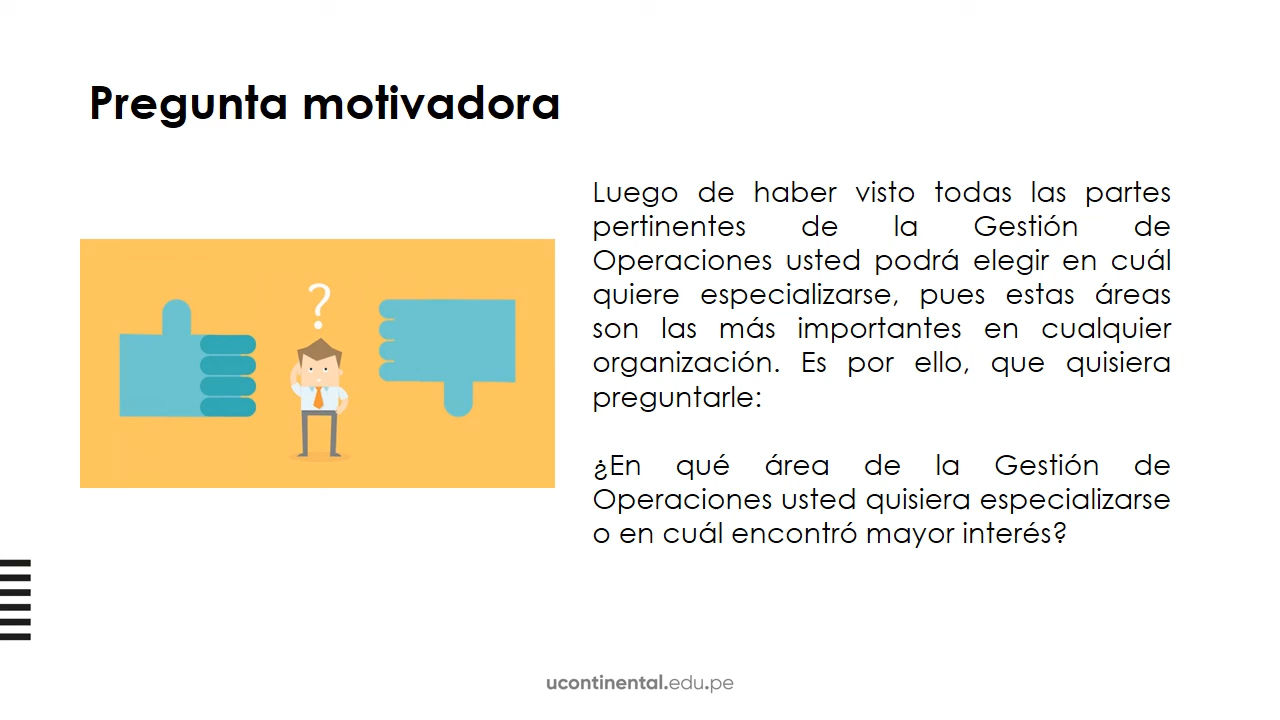 Pregunta motivadora
Luego de haber visto todas las partes
pertinentes de la Gestión de
Operaciones usted podrá elegir en cuál
quiere especializarse, pues estas áreas
son las más importantes en cualquier
organización. Es por ello, que quisiera
preguntarle:
¿En qué área de la Gestión de
Operaciones usted quisiera especializarse
o en cuál encontró mayor interés?
?
ucontinental.edu.pe